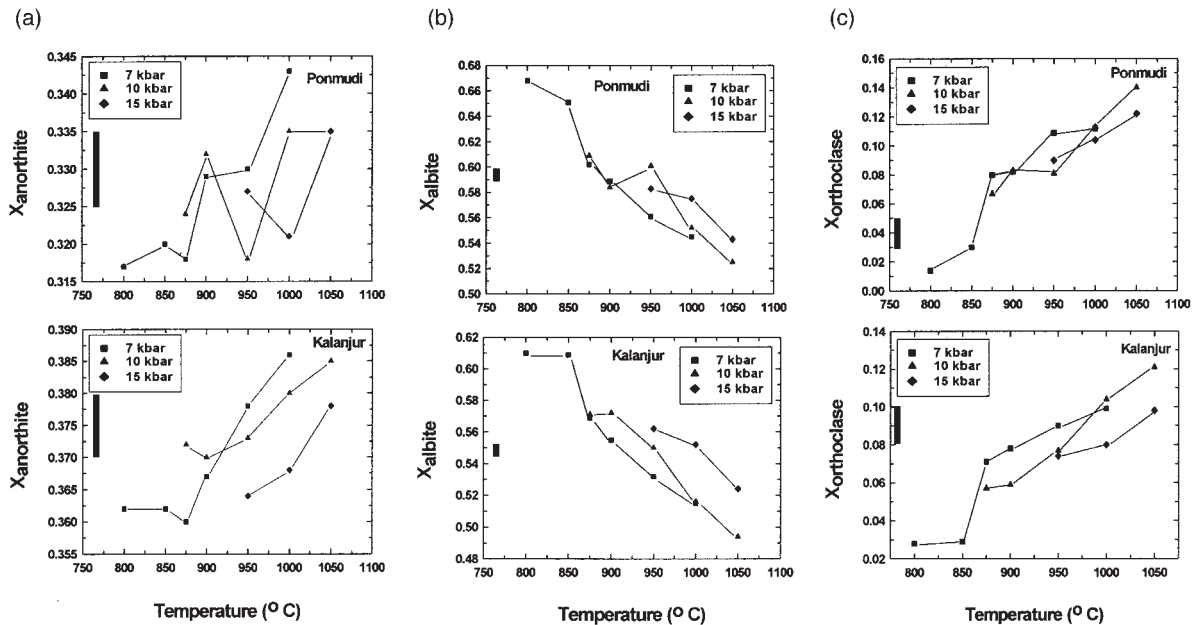 (a)
0.345
0.340
0.335
0.330
0.325
0.320
0.315
Xanorthite
7 kbar
10 kbar
15 kbar
Ponmudi
750 800 850 900 950 1000 1050 1100
0.390
0.385
0.380
0.375
0.370
0.365
0.360
0.355
Xanorthite
7 kbar
10 kbar
15 kbar
Kalanjur
750 800 850 900 950 1000 1050 1100
Temperature (O C)
(b)
0.68
0.66
0.64
0.62
0.60
0.58
0.56
0.54
0.52
0.50
Xalbite
Ponmudi
7 kbar
10 kbar
15 kbar
750 800 850 900 950 1000 1050 1100
0.62
0.60
0.58
0.56
0.54
0.52
0.50
0.48
Xalbite
Kalanjur
7 kbar
10 kbar
15 kbar
750 800 850 900 950 1000 1050 1100
Temperature (O C)
(c)
0.16
0.14
0.12
0.10
0.08
0.06
0.04
0.02
0.00
Xorthoclase
7 kbar
10 kbar
15 kbar
Ponmudi
750 800 850 900 950 1000 1050 1100
0.14
0.12
0.10
0.08
0.06
0.04
0.02
Xorthoclase
7 kbar
10 kbar
15 kbar
Kalanjur
800 850 900 950 1000 1050
Temperature (O C)